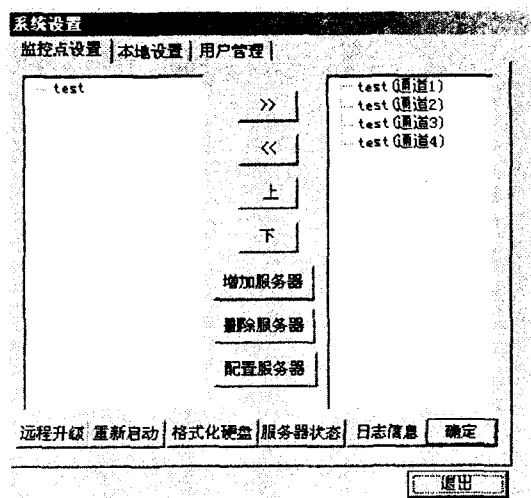 系统设置
监控点设置 本地设置 用户管理
test
>>
<<
上
下
增加服务器
删除服务器
配置服务器
test(通道1)
test(通道2)
test(通道3)
test(通道4)
远程升级 重新启动 格式化硬盘 服务器状态 日志信息 确定
退出